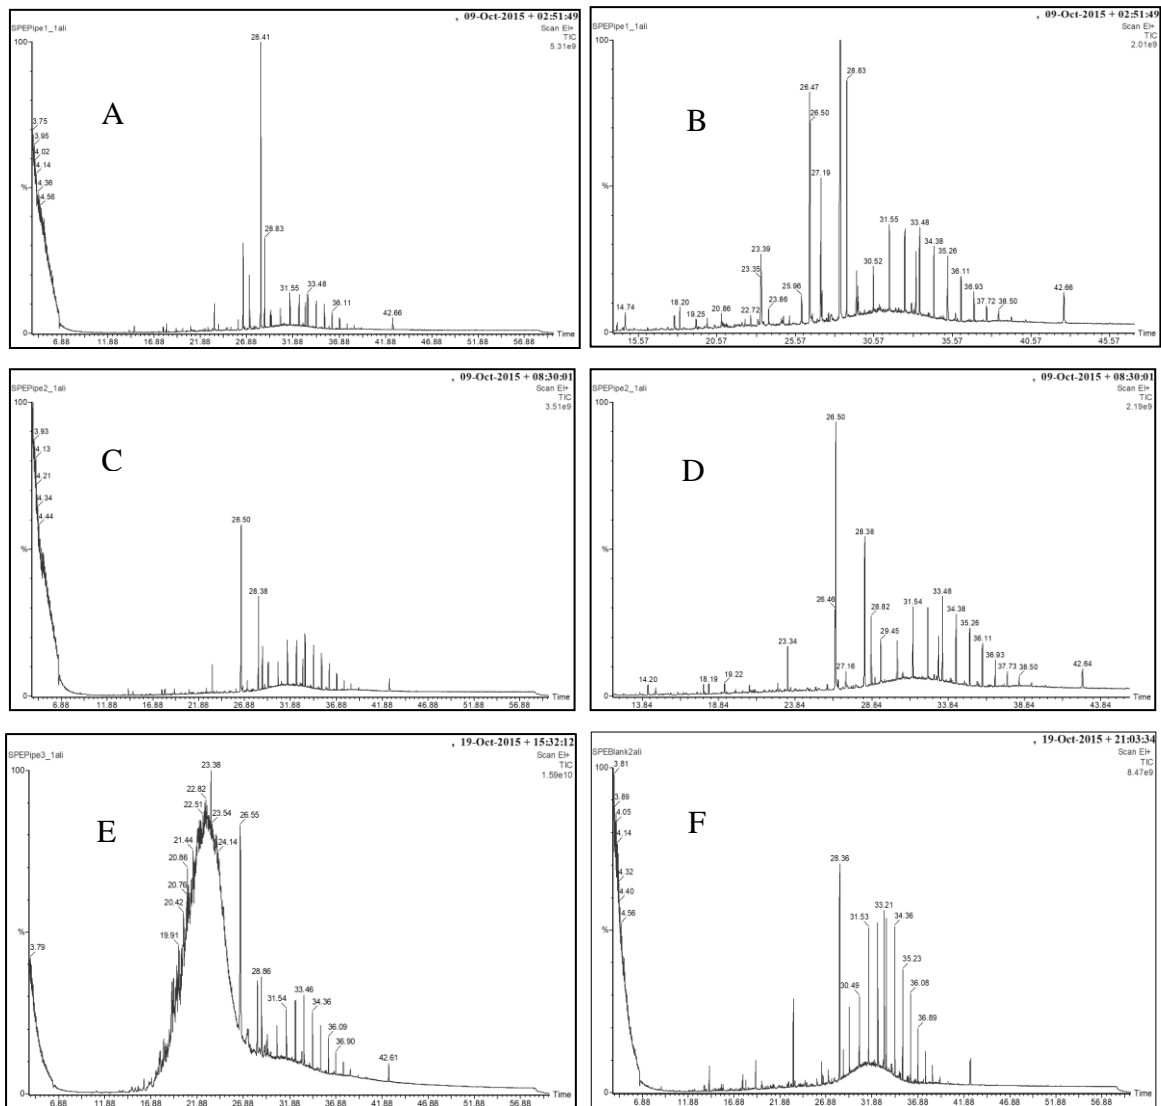 , 09-Oct-2015 + 02:51:49
SPEPipe1_1ali
Scan EI+
TIC
5.31e9
100
%
0
A
3.75
3.95
4.02
4.14
4.36
4.56
28.41
28.83
31.55
33.48
36.11
42.66
6.88 11.88 16.88 21.88 26.88 31.88 36.88 41.88 46.88 51.88 56.88 Time
, 09-Oct-2015 + 02:51:49
SPEPipe1_1ali
Scan EI+
TIC
2.01e9
100
%
0
B
14.74
18.20
19.25
20.86
22.72
23.35
23.39
23.86
25.96
26.47
26.50
27.19
28.83
30.52
31.55
33.48
34.38
35.26
36.11
36.93
37.72
38.50
42.66
15.57 20.57 25.57 30.57 35.57 40.57 45.57 Time
, 09-Oct-2015 + 08:30:01
SPEPipe2_1ali
Scan EI+
TIC
3.51e9
100
%
0
C
3.93
4.13
4.21
4.34
4.44
26.50
28.38
42.66
6.88 11.88 16.88 21.88 26.88 31.88 36.88 41.88 46.88 51.88 56.88 Time
, 09-Oct-2015 + 08:30:01
SPEPipe2_1ali
Scan EI+
TIC
2.19e9
100
%
0
D
14.20
18.19
19.22
23.34
26.46
26.50
27.16
28.38
28.82
29.45
31.54
33.48
34.38
35.26
36.11
36.93
37.73
38.50
42.64
13.84 18.84 23.84 28.84 33.84 38.84 43.84 Time
, 19-Oct-2015 + 15:32:12
SPEPipe3_1ali
Scan EI+
TIC
1.59e10
100
%
0
E
3.79
19.91
20.42
20.76
20.86
21.44
22.51
22.82
23.38
23.54
24.14
26.55
28.86
31.54
33.46
34.36
36.09
36.90
42.61
6.88 11.88 16.88 21.88 26.88 31.88 36.88 41.88 46.88 51.88 56.88 Time
, 19-Oct-2015 + 21:03:34
SPEBlank2ali
Scan EI+
TIC
8.47e9
100
%
0
F
3.81
3.89
4.05
4.14
4.32
4.40
4.56
28.36
30.49
31.53
33.21
34.36
35.23
36.08
36.89
6.88 11.88 16.88 21.88 26.88 31.88 36.88 41.88 46.88 51.88 56.88 Time